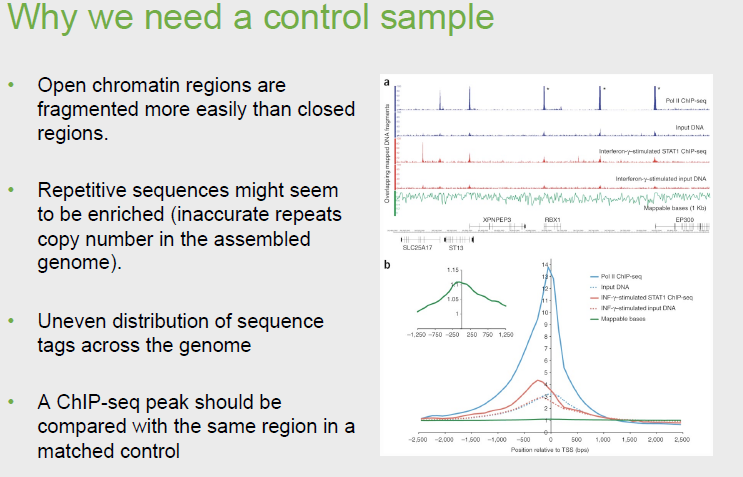 Why we need a control sample
• Open chromatin regions are
fragmented more easily than closed
regions.
• Repetitive sequences might seem
to be enriched (inaccurate repeats
copy number in the assembled
genome).
• Uneven distribution of sequence
tags across the genome
• A ChIP-seq peak should be
compared with the same region in a
matched control
a
Overlapping mapped DNA fragments
Pol II ChIP-seq
Input DNA
Interferon-γ–stimulated STAT1 ChIP-seq
Interferon-γ–stimulated input DNA
Mappable bases (1 Kb)
XPNPEP3
RBX1
EP300
SLC25A17
ST13
b
1.15
1.1
1.05
1
−1,250 −750 −250 250 750 1,250
14
13
12
11
10
9
8
7
6
5
4
3
2
0
Pol II ChIP-seq
Input DNA
INF-γ–stimulated STAT1 ChIP-seq
INF-γ–stimulated input DNA
Mappable bases
−2,500 −2,000 −1,500 −1,000 −500 0 500 1,000 1,500 2,000 2,500
Position relative to TSS (bps)